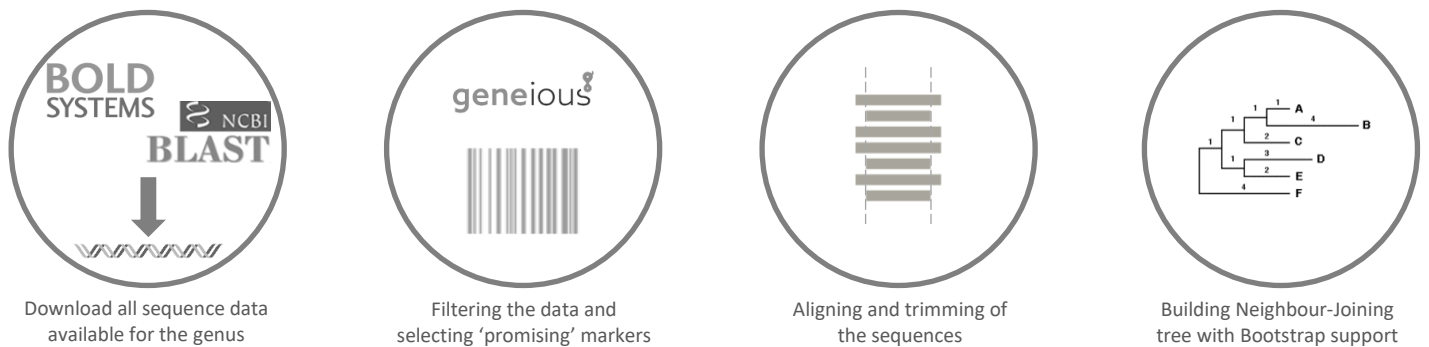 BOLD
SYSTEMS
NCBI
BLAST
Download all sequence data
available for the genus
geneious
Filtering the data and
selecting ‘promising’ markers
Aligning and trimming of
the sequences
1
A
1
4
B
1
2
C
1
3
D
1
2
E
4
F
Building Neighbour-Joining
tree with Bootstrap support